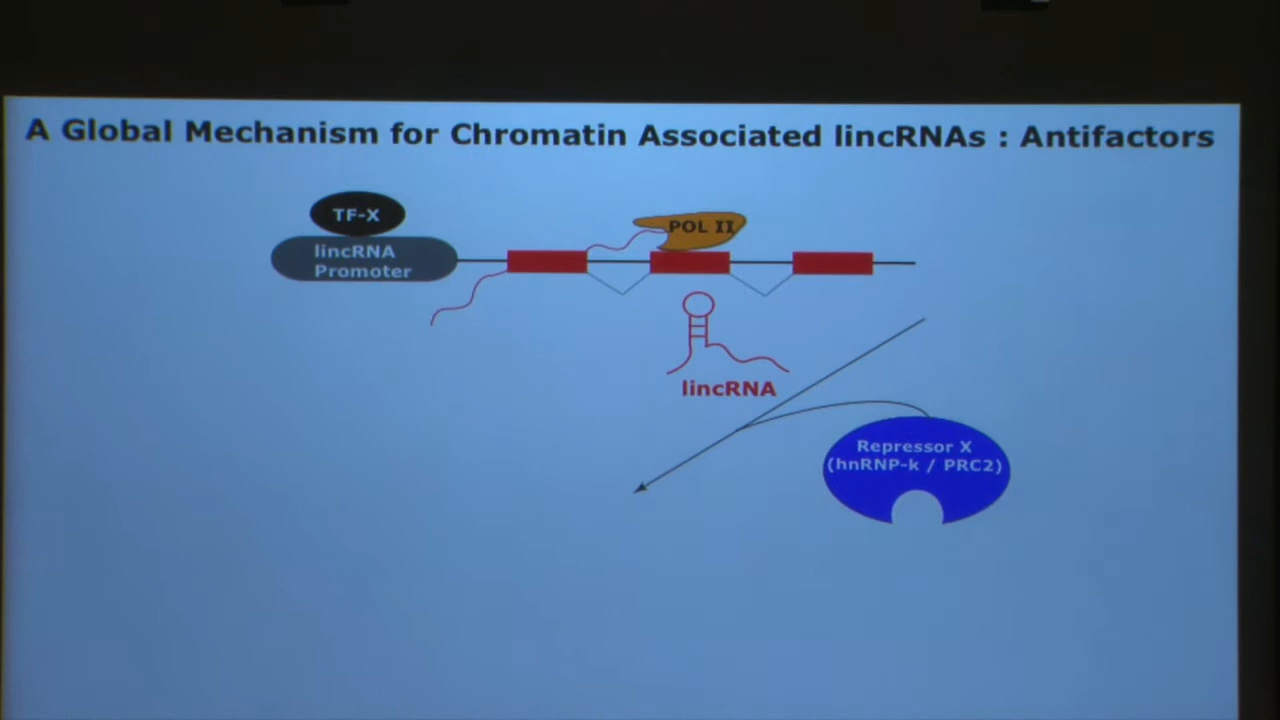 A Global Mechanism for Chromatin Associated lincRNAs : Antifactors
TF-X
lincRNA
Promoter
POL II
lincRNA
Repressor X
(hnRNP-k / PRC2)